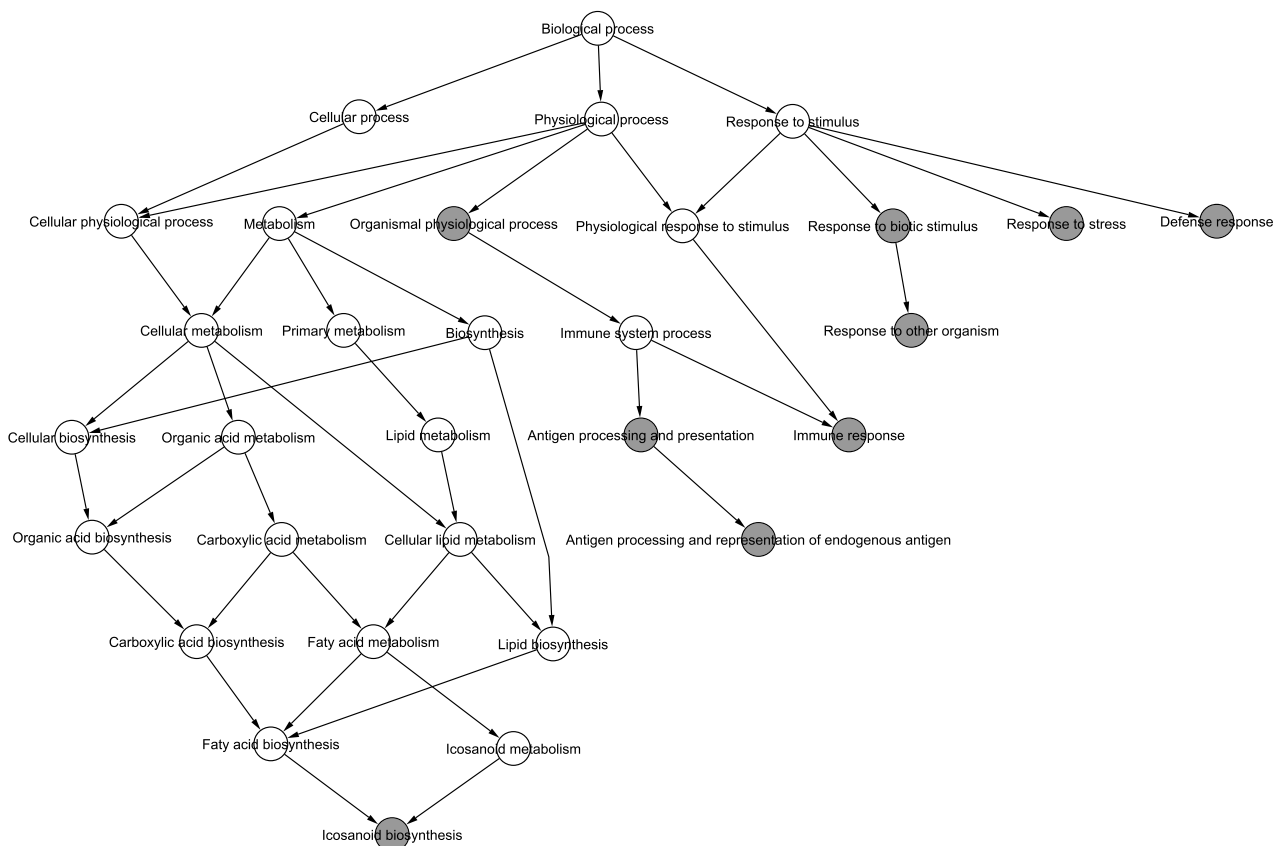 Biological process
Cellular process
Physiological process
Response to stimulus
Cellular physiological process
Metabolism
Organismal physiological process
Physiological response to stimulus
Response to biotic stimulus
Response to stress
Defense response
Cellular metabolism
Primary metabolism
Biosynthesis
Immune system process
Response to other organism
Cellular biosynthesis
Organic acid metabolism
Lipid metabolism
Antigen processing and presentation
Immune response
Organic acid biosynthesis
Carboxylic acid metabolism
Cellular lipid metabolism
Antigen processing and representation of endogenous antigen
Carboxylic acid biosynthesis
Faty acid metabolism
Lipid biosynthesis
Faty acid biosynthesis
Icosanoid metabolism
Icosanoid biosynthesis